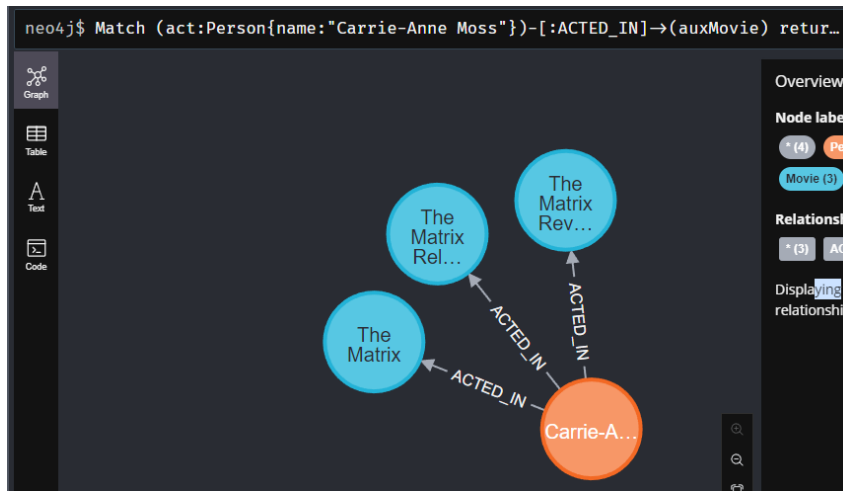 neo4j$ Match (act:Person{name:"Carrie-Anne Moss"})-[:ACTED_IN]→(auxMovie) retur…
Graph
Table
Text
Code
The
Matrix
Rev…
The
Matrix
Rel…
The
Matrix
ACTED_IN
ACTED_IN
ACTED_IN
Carrie-A…
Overview
Node labe
* (4) Pe
Movie (3)
Relationsh
* (3) AC
Displaying
relationshi